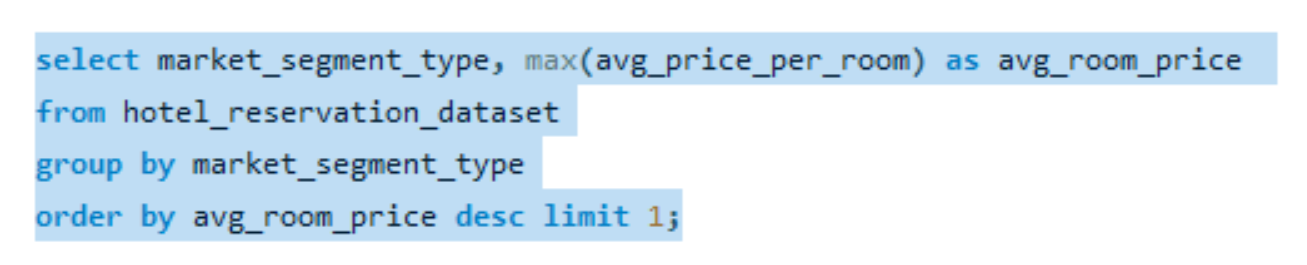 select market_segment_type, max(avg_price_per_room) as avg_room_price
from hotel_reservation_dataset
group by market_segment_type
order by avg_room_price desc limit 1;